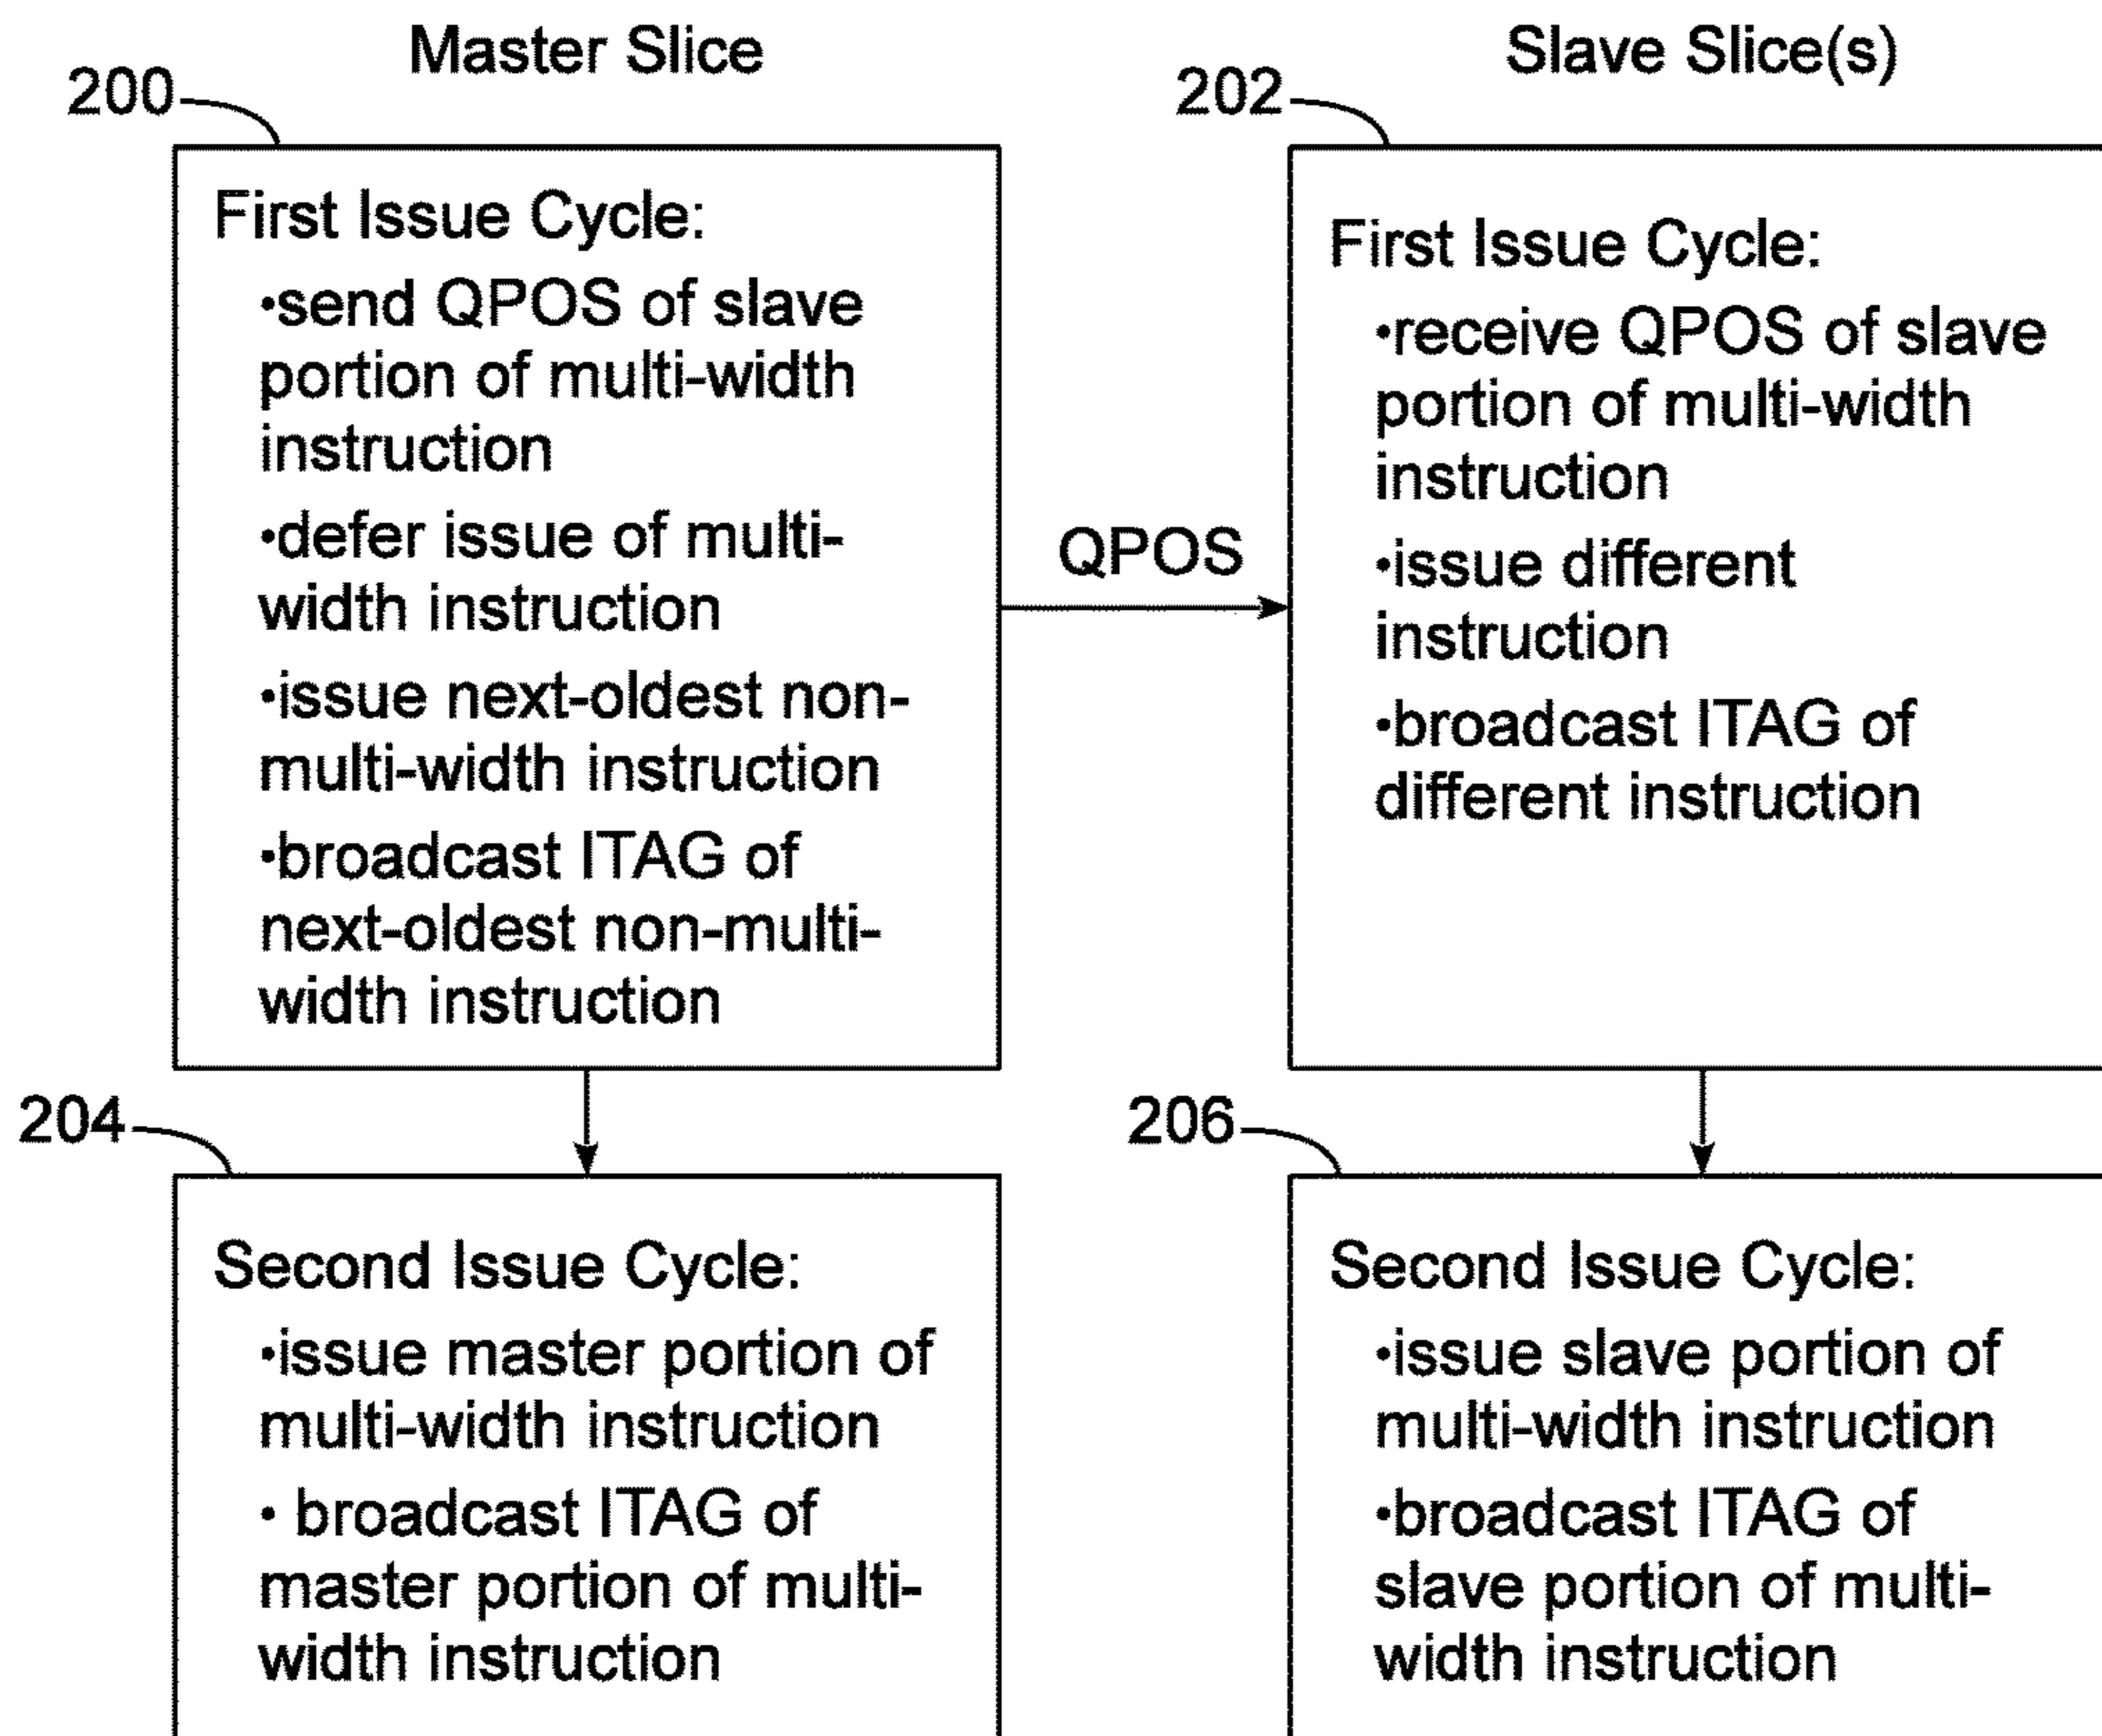 Master Slice
200
First Issue Cycle:
•send QPOS of slave
portion of multi-width
instruction
•defer issue of multi-
width instruction
•issue next-oldest non-
multi-width instruction
•broadcast ITAG of
next-oldest non-multi-
width instruction
QPOS
Slave Slice(s)
202
First Issue Cycle:
•receive QPOS of slave
portion of multi-width
instruction
•issue different
instruction
•broadcast ITAG of
different instruction
204
Second Issue Cycle:
•issue master portion of
multi-width instruction
• broadcast ITAG of
master portion of multi-
width instruction
206
Second Issue Cycle:
•issue slave portion of
multi-width instruction
•broadcast ITAG of
slave portion of multi-
width instruction